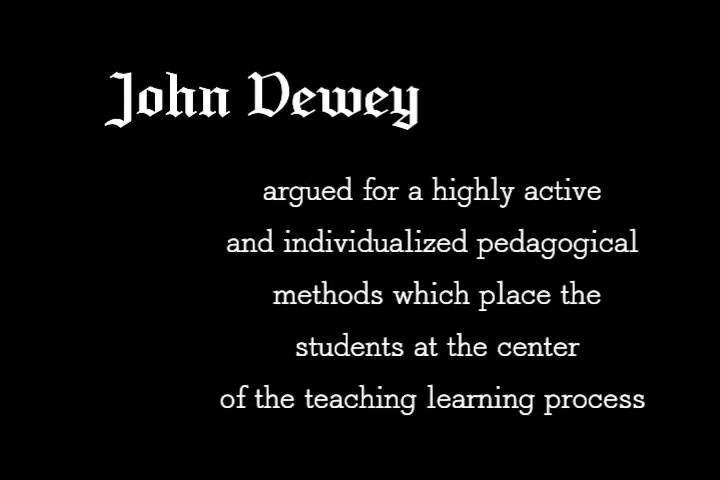 John Dewey
argued for a highly active
and individualized pedagogical
methods which place the
students at the center
of the teaching learning process